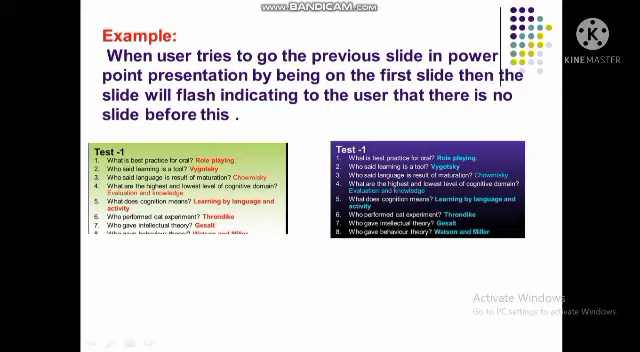 www.BANDICAM.com
Example:
When user tries to go the previous slide in power
point presentation by being on the first slide then the
slide will flash indicating to the user that there is no
slide before this .
KINEMASTER
Test -1
1. What is best practice for oral? Role playing.
2. Who said learning is a tool? Vygotsky
3. Who said language is result of maturation? Chowmisky
4. What are the highest and lowest level of cognitive domain?
Evaluation and knowledge
5. What does cognition means? Learning by language and
activity
6. Who performed cat experiment? Throndike
7. Who gave intellectual theory? Gesalt
8. Who gave behaviour theory? Watson and Miller
Test -1
1. What is best practice for oral? Role playing.
2. Who said learning is a tool? Vygotsky
3. Who said language is result of maturation? Chowmisky
4. What are the highest and lowest level of cognitive domain?
Evaluation and knowledge
5. What does cognition means? Learning by language and
activity
6. Who performed cat experiment? Throndike
7. Who gave intellectual theory? Gesalt
8. Who gave behaviour theory? Watson and Miller
Activate Windows
Go to PC settings to activate Windows.